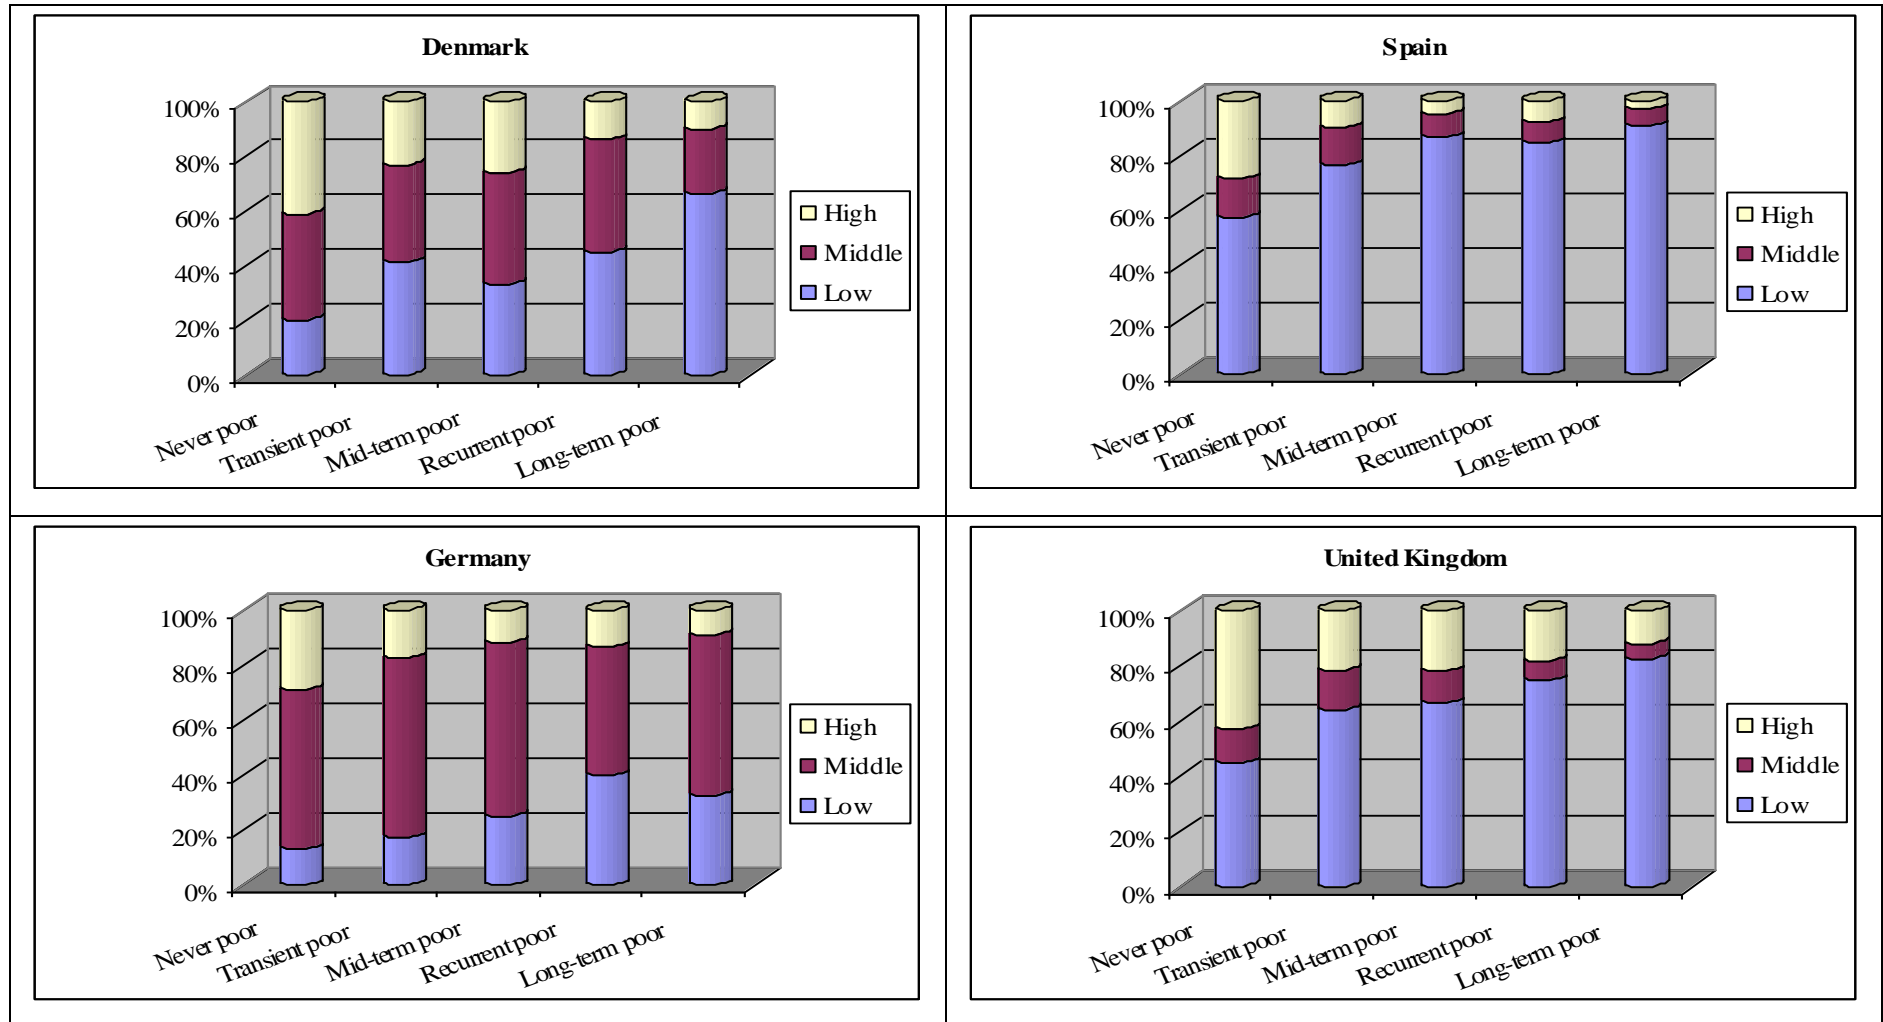 Denmark
100%
80%
60%
40%
20%
0%
Never poor
Transient poor
Mid-term poor
Recurrent poor
Long-term poor
High
Middle
Low
Spain
100%
80%
60%
40%
20%
0%
Never poor
Transient poor
Mid-term poor
Recurrent poor
Long-term poor
High
Middle
Low
Germany
100%
80%
60%
40%
20%
0%
Never poor
Transient poor
Mid-term poor
Recurrent poor
Long-term poor
High
Middle
Low
United Kingdom
100%
80%
60%
40%
20%
0%
Never poor
Transient poor
Mid-term poor
Recurrent poor
Long-term poor
High
Middle
Low